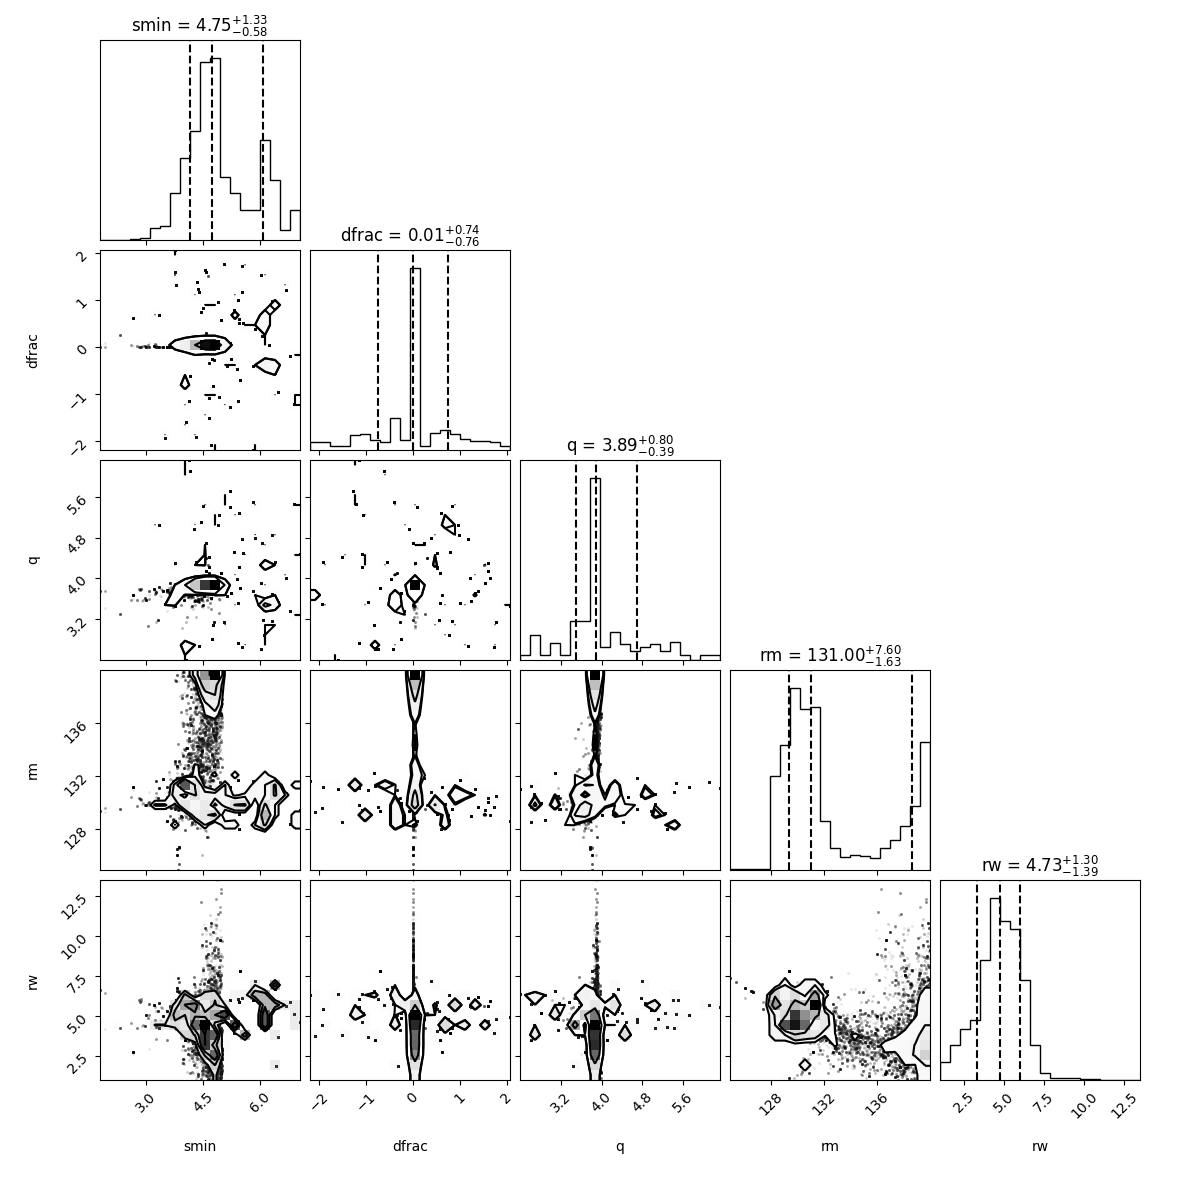 smin = 4.75+1.33−0.58
dfrac = 0.01+0.74−0.76
dfrac
2
1
0
−1
−2
q = 3.89+0.80−0.39
q
5.6
4.8
4.0
3.2
rm = 131.00+7.60−1.63
rm
136
132
128
rw = 4.73+1.30−1.39
rw
12.5
10.0
7.5
5.0
2.5
3.0 4.5 6.0 −2 −1 0 1 2 3.2 4.0 4.8 5.6 128 132 136 2.5 5.0 7.5 10.0 12.5
smin dfrac q rm rw